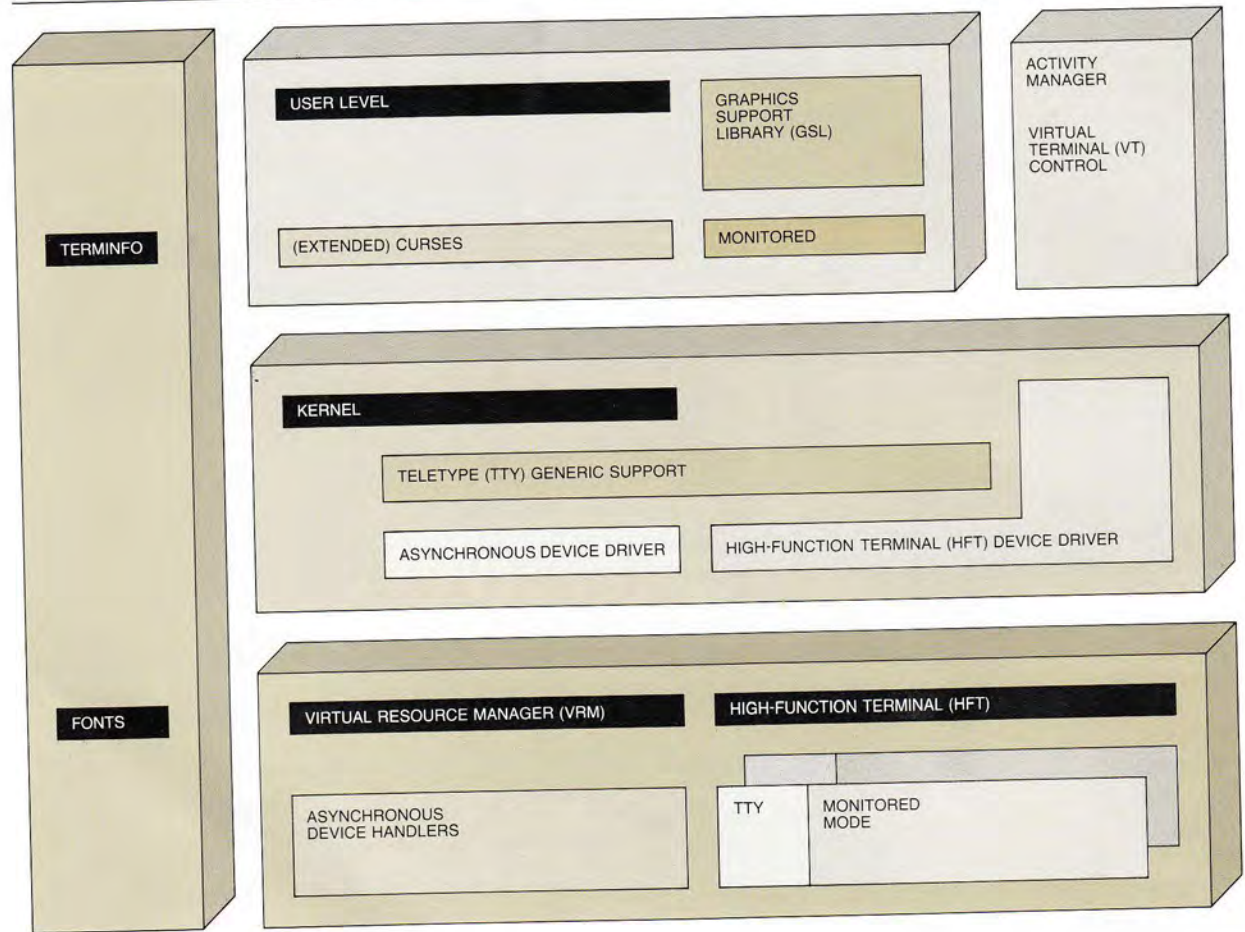 TERMINFO
FONTS
USER LEVEL
GRAPHICS
SUPPORT
LIBRARY (GSL)
(EXTENDED) CURSES
MONITORED
ACTIVITY
MANAGER
VIRTUAL
TERMINAL (VT)
CONTROL
KERNEL
TELETYPE (TTY) GENERIC SUPPORT
ASYNCHRONOUS DEVICE DRIVER
HIGH-FUNCTION TERMINAL (HFT) DEVICE DRIVER
VIRTUAL RESOURCE MANAGER (VRM)
HIGH-FUNCTION TERMINAL (HFT)
ASYNCHRONOUS
DEVICE HANDLERS
TTY
MONITORED
MODE